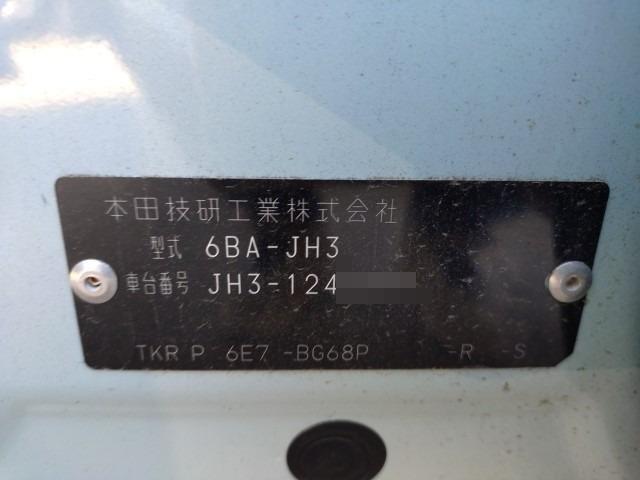 本田技研工業株式会社
型式 6BA-JH3
車台番号 JH3-124
TKR P 6E7 -BG68P -R -S